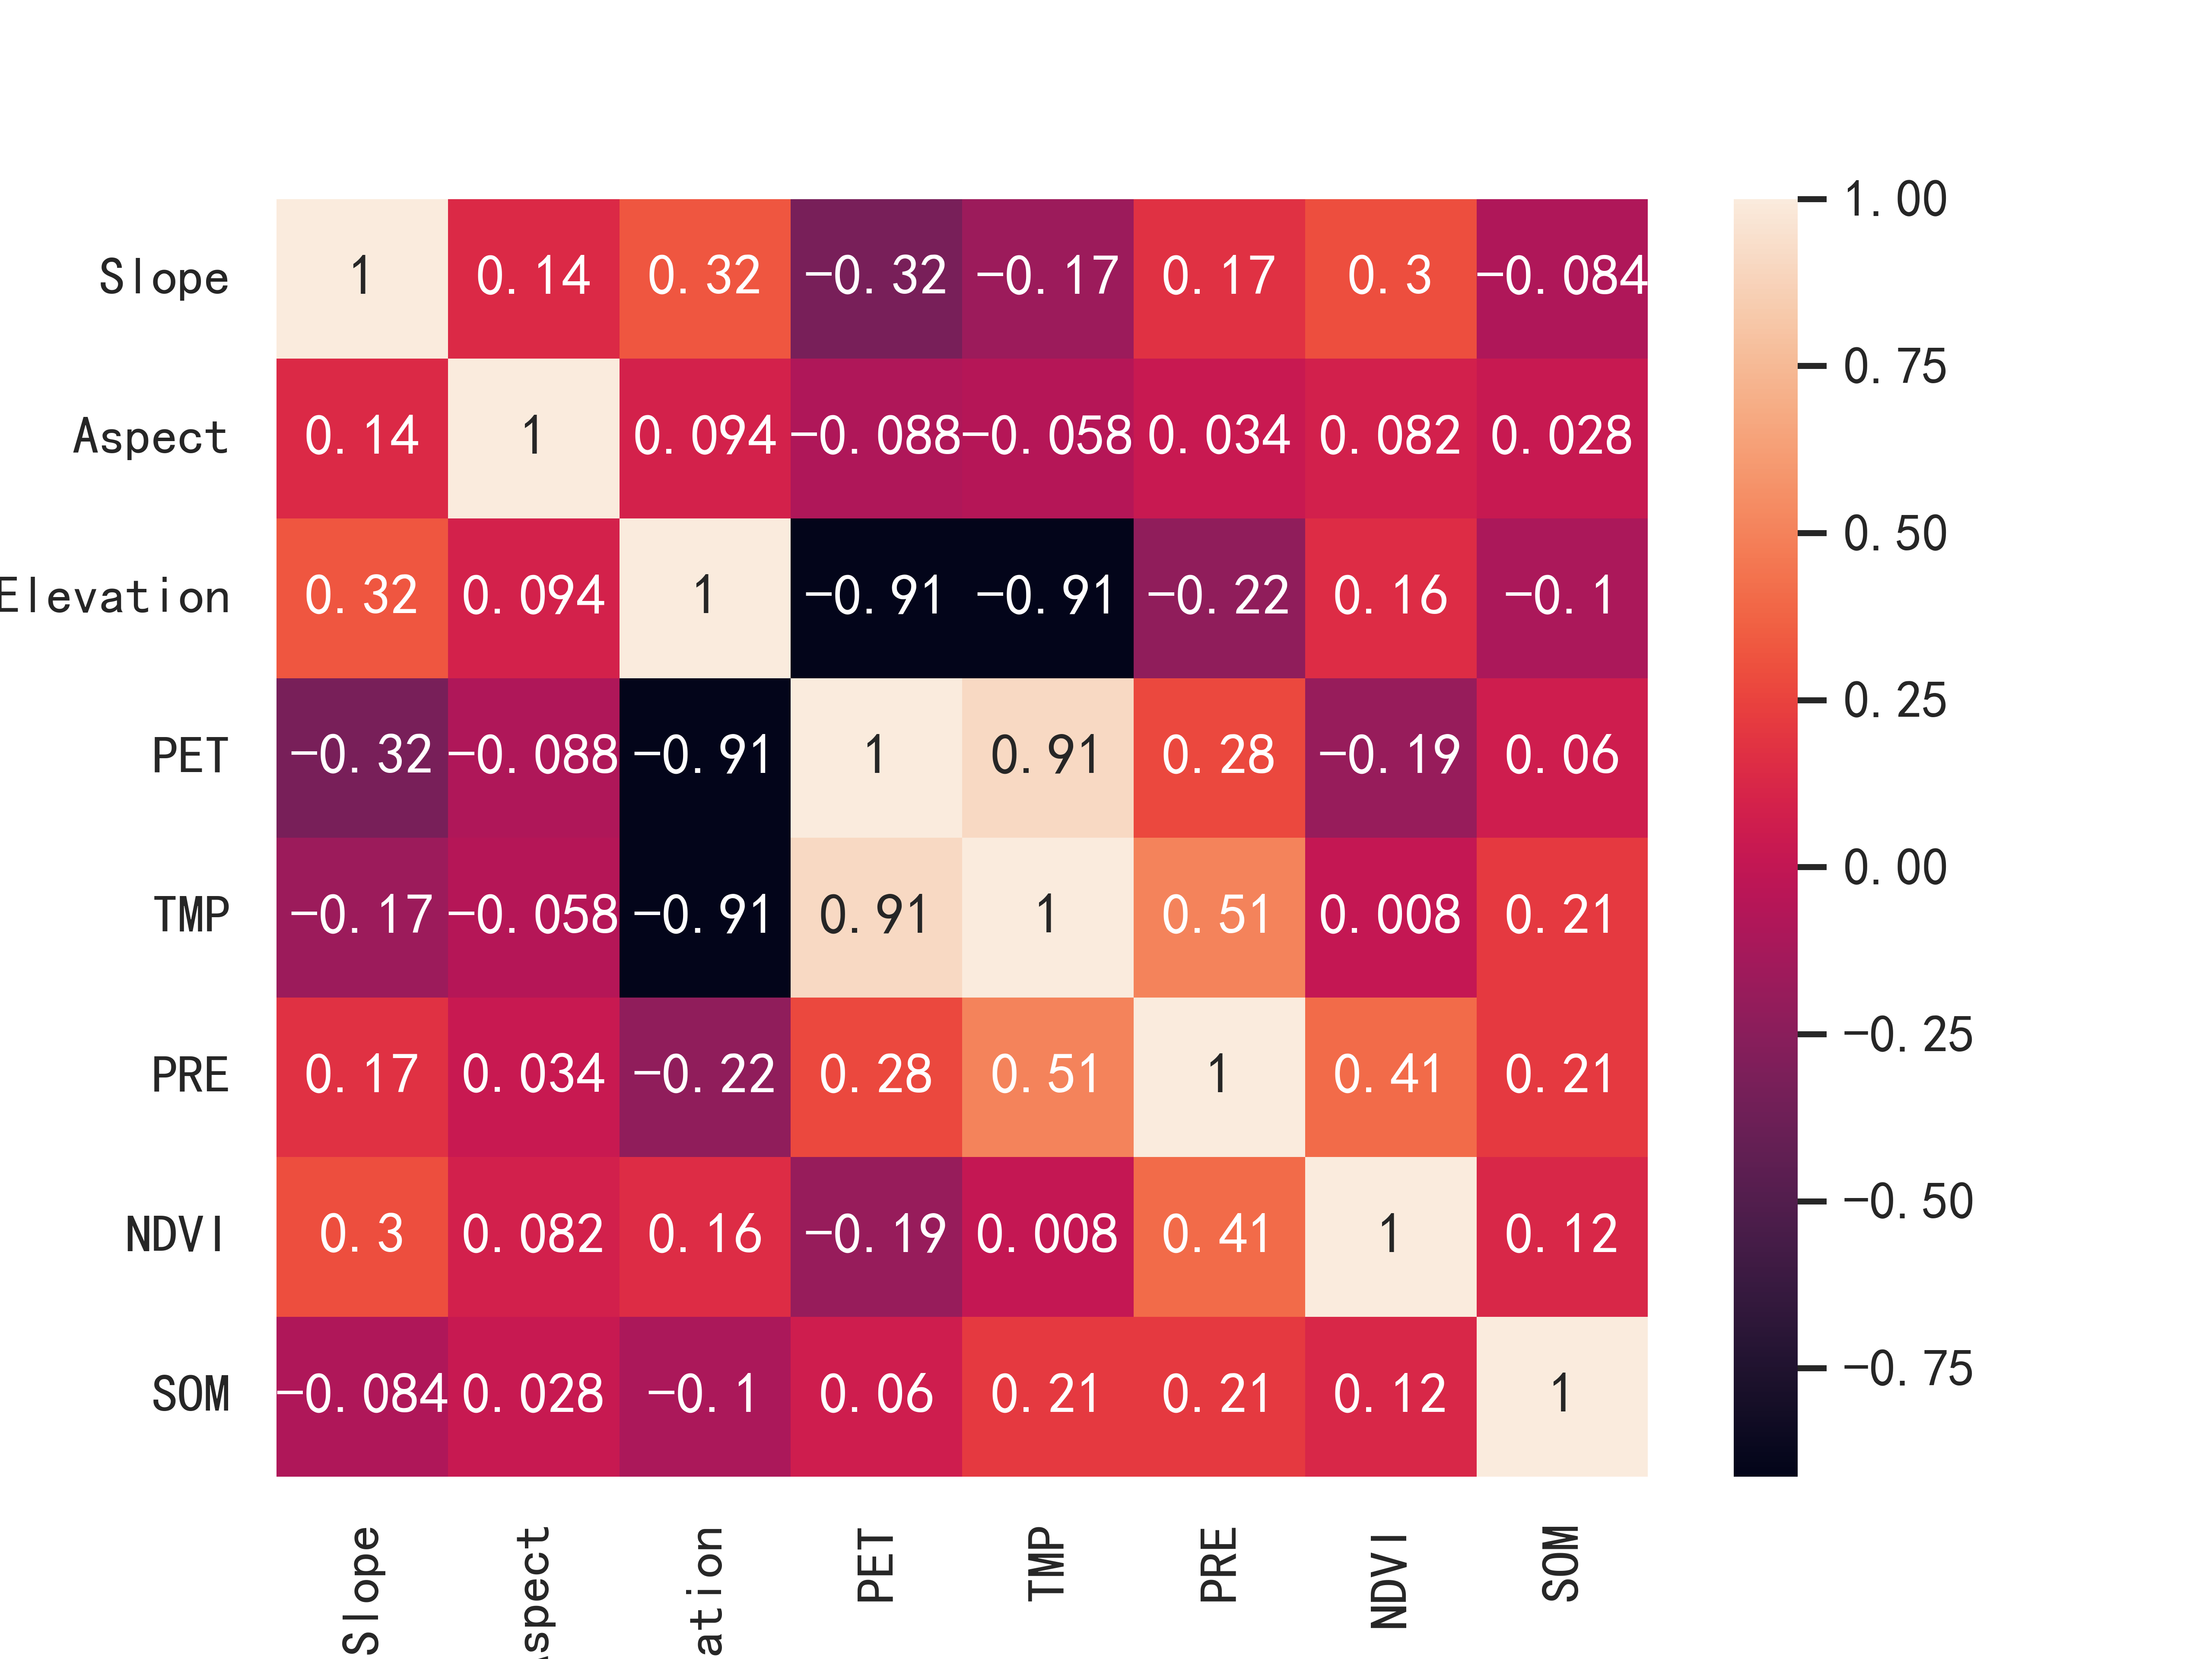 Slope 1 0.14 0.32 -0.32 -0.17 0.17 0.3 -0.084
Aspect 0.14 1 0.094 -0.088 -0.058 0.034 0.082 0.028
Elevation 0.32 0.094 1 -0.91 -0.91 -0.22 0.16 -0.1
PET -0.32 -0.088 -0.91 1 0.91 0.28 -0.19 0.06
TMP -0.17 -0.058 -0.91 0.91 1 0.51 0.008 0.21
PRE 0.17 0.034 -0.22 0.28 0.51 1 0.41 0.21
NDVI 0.3 0.082 0.16 -0.19 0.008 0.41 1 0.12
SOM -0.084 0.028 -0.1 0.06 0.21 0.21 0.12 1
Slope spect ation PET TMP PRE NDVI SOM
1.00
0.75
0.50
0.25
0.00
-0.25
-0.50
-0.75